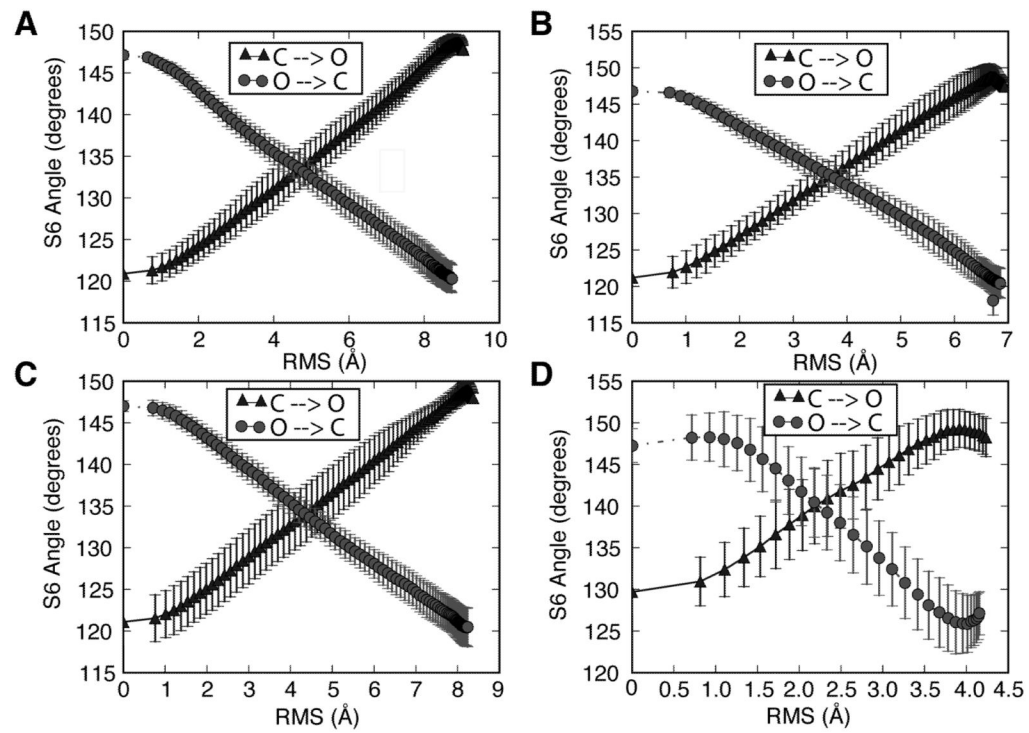 A
150
145
140
135
130
125
120
115
S6 Angle (degrees)
C --> O
O --> C
0 2 4 6 8 10
RMS (Å)
B
155
150
145
140
135
130
125
120
115
S6 Angle (degrees)
C --> O
O --> C
0 1 2 3 4 5 6 7
RMS (Å)
C
150
145
140
135
130
125
120
115
S6 Angle (degrees)
C --> O
O --> C
0 1 2 3 4 5 6 7 8 9
RMS (Å)
D
155
150
145
140
135
130
125
120
S6 Angle (degrees)
C --> O
O --> C
0 0.5 1.0 1.5 2.0 2.5 3.0 3.5 4.0 4.5
RMS (Å)